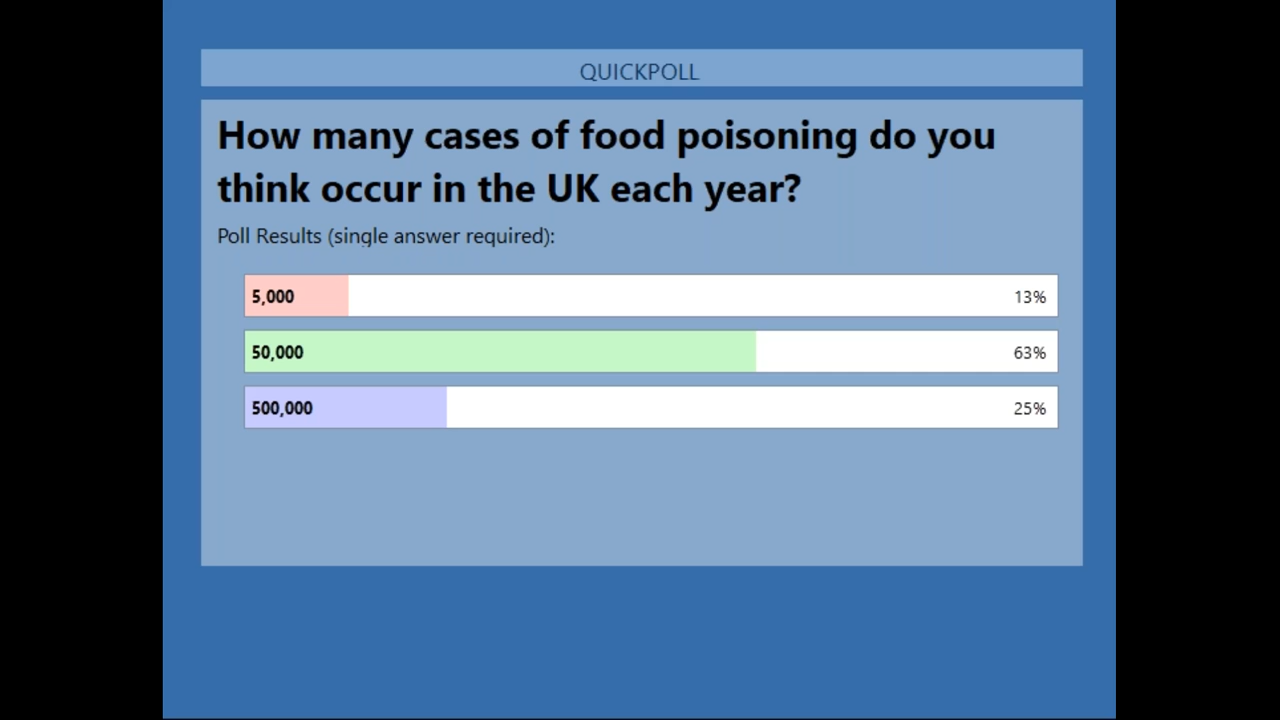 QUICKPOLL
How many cases of food poisoning do you
think occur in the UK each year?
Poll Results (single answer required):
5,000 13%
50,000 63%
500,000 25%